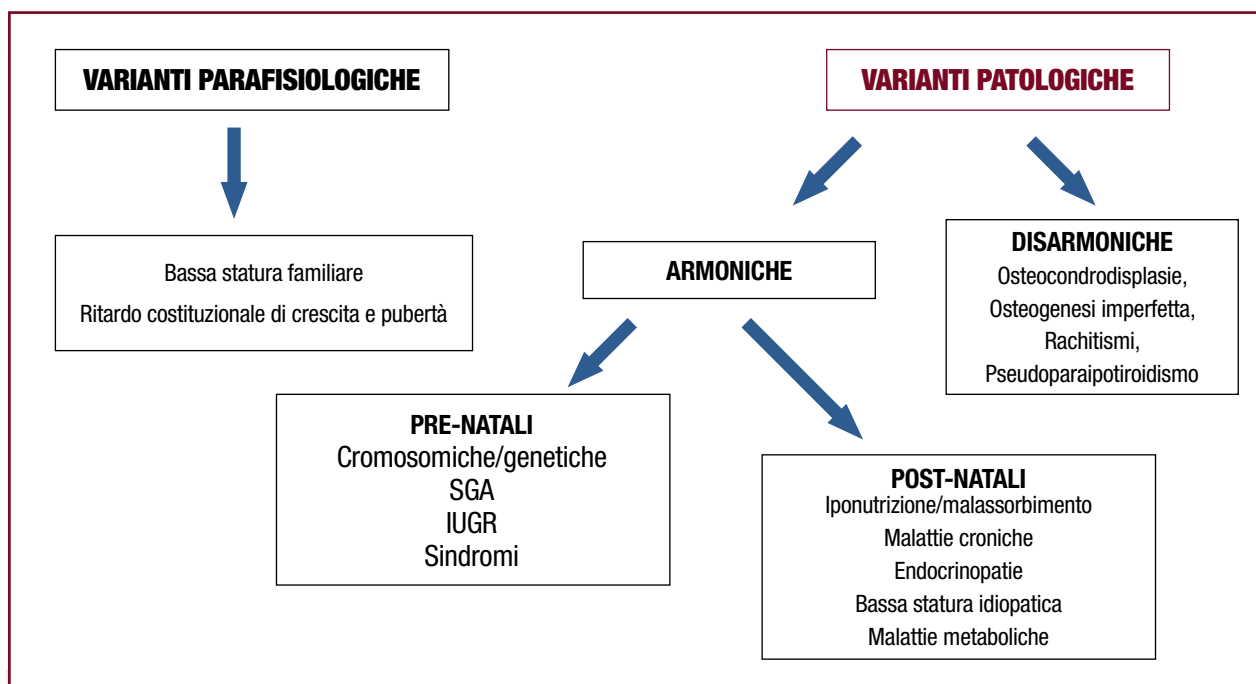 VARIANTI PARAFISIOLOGICHE
Bassa statura familiare
Ritardo costituzionale di crescita e pubertà
VARIANTI PATOLOGICHE
ARMONICHE
DISARMONICHE
Osteocondrodisplasie,
Osteogenesi imperfetta,
Rachitismi,
Pseudoparaipotiroidismo
PRE-NATALI
Cromosomiche/genetiche
SGA
IUGR
Sindromi
POST-NATALI
Iponutrizione/malassorbimento
Malattie croniche
Endocrinopatie
Bassa statura idiopatica
Malattie metaboliche